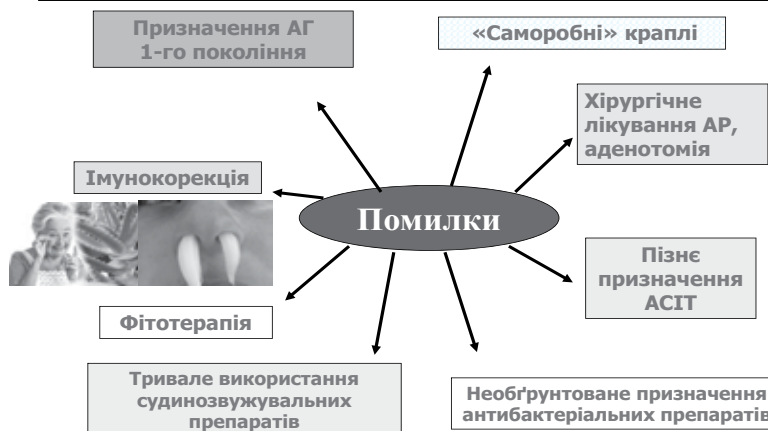 Призначення АГ
1-го покоління
«Саморобні» краплі
Хірургічне
лікування АР,
аденотомія
Імунокорекція
Помилки
Пізнє
призначення
АСІТ
Фітотерапія
Тривале використання
судинозвужувальних
препаратів
Необґрунтоване призначення
антибактеріальних препаратів